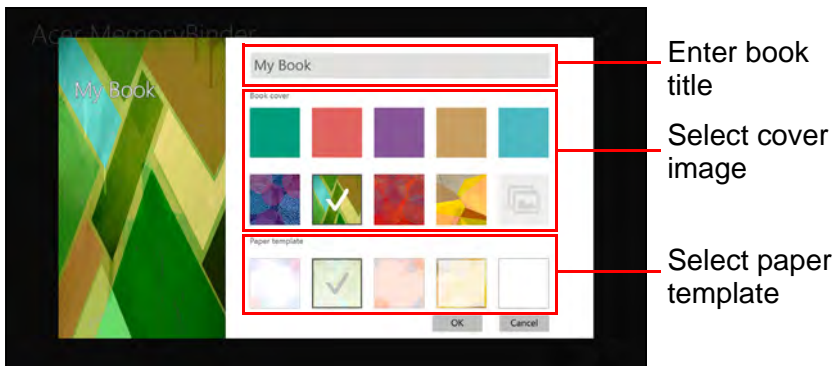 Acer MemoryBinder
My Book
My Book
Book cover
Paper template
OK Cancel
Enter book
title
Select cover
image
Select paper
template